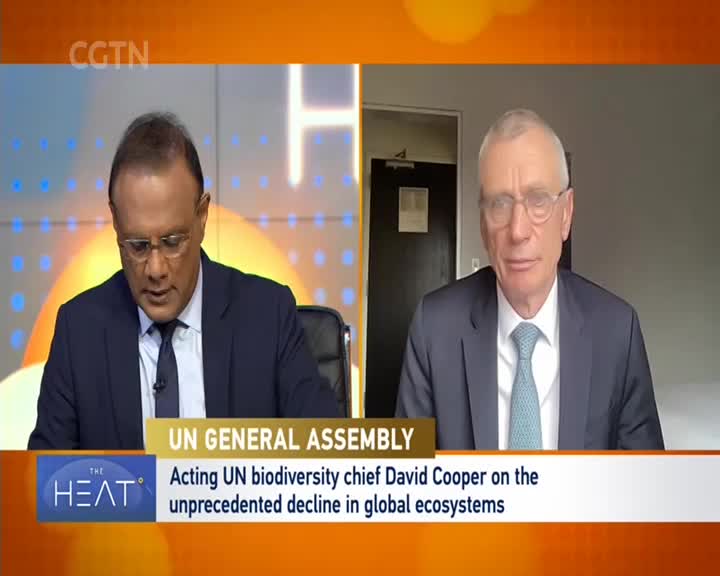 CGTN
UN GENERAL ASSEMBLY
THE
HEAT
Acting UN biodiversity chief David Cooper on the
unprecedented decline in global ecosystems